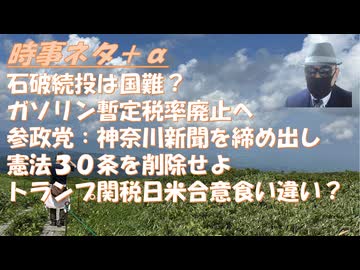 時事ネタ＋α
石破続投は国難？
ガソリン暫定税率廃止へ
参政党：神奈川新聞を締め出し
憲法３０条を削除せよ
トランプ関税日米合意食い違い？